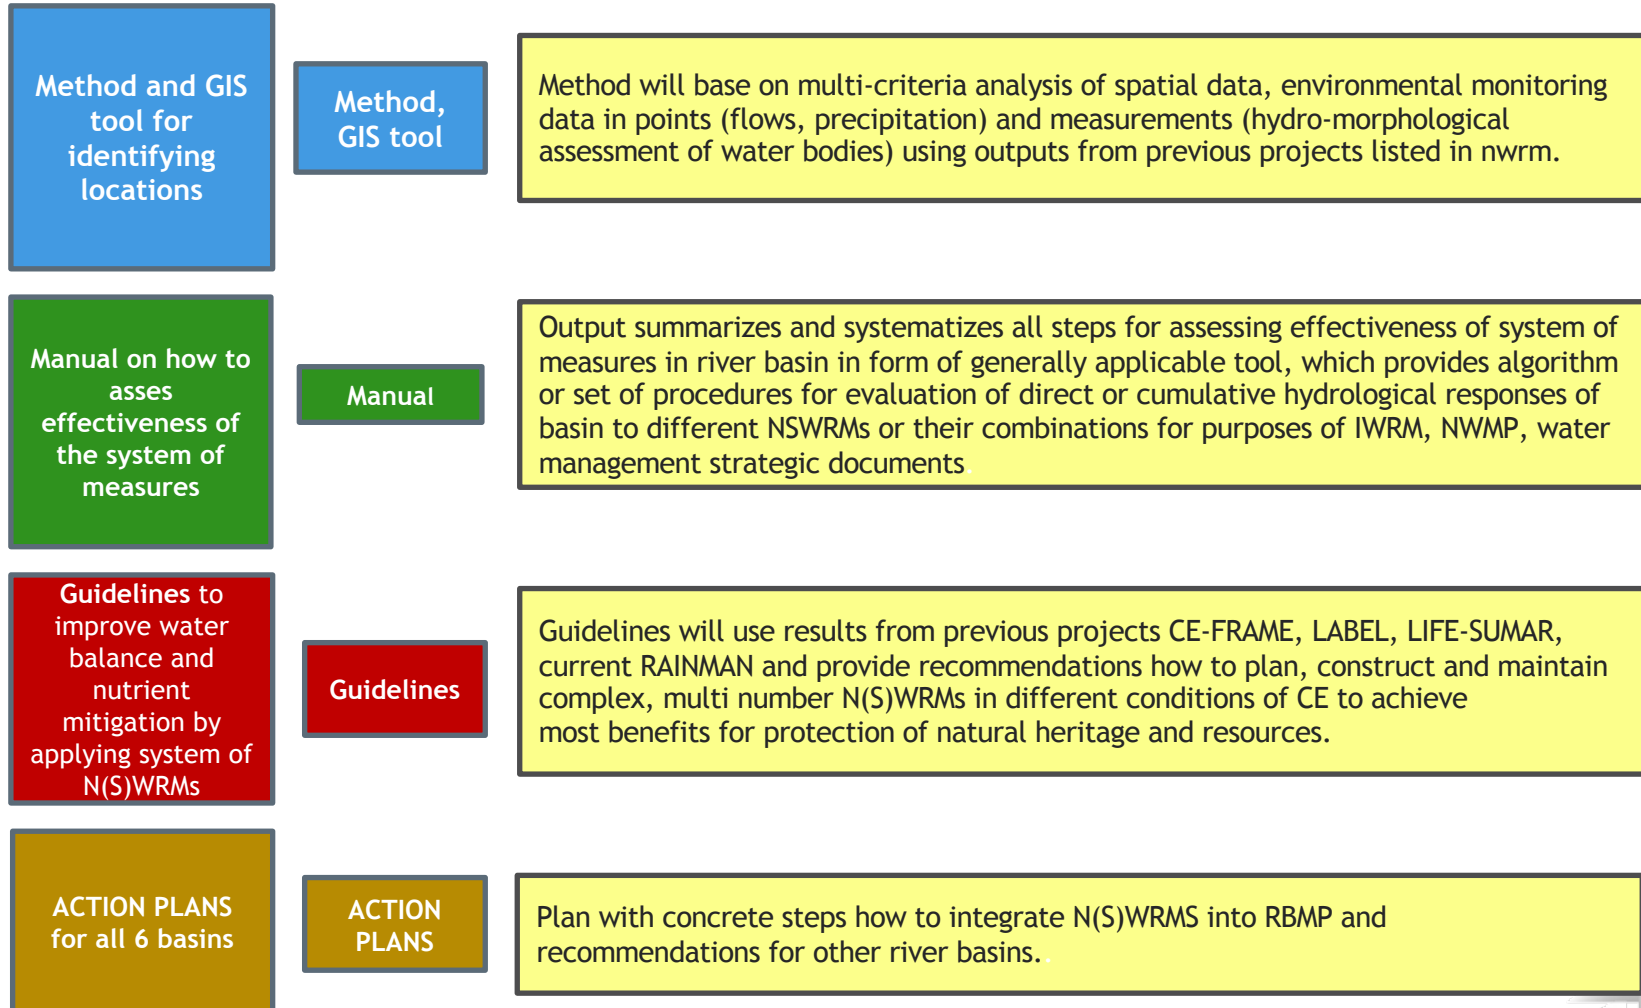 Method and GIS
tool for
identifying
locations
Method,
GIS tool
Method will base on multi-criteria analysis of spatial data, environmental monitoring
data in points (flows, precipitation) and measurements (hydro-morphological
assessment of water bodies) using outputs from previous projects listed in nwrm.
Manual on how to
asses
effectiveness of
the system of
measures
Manual
Output summarizes and systematizes all steps for assessing effectiveness of system of
measures in river basin in form of generally applicable tool, which provides algorithm
or set of procedures for evaluation of direct or cumulative hydrological responses of
basin to different NSWRMs or their combinations for purposes of IWRM, NWMP, water
management strategic documents.
Guidelines to
improve water
balance and
nutrient
mitigation by
applying system of
N(S)WRMs
Guidelines
Guidelines will use results from previous projects CE-FRAME, LABEL, LIFE-SUMAR,
current RAINMAN and provide recommendations how to plan, construct and maintain
complex, multi number N(S)WRMs in different conditions of CE to achieve
most benefits for protection of natural heritage and resources.
ACTION PLANS
for all 6 basins
ACTION
PLANS
Plan with concrete steps how to integrate N(S)WRMS into RBMP and
recommendations for other river basins..